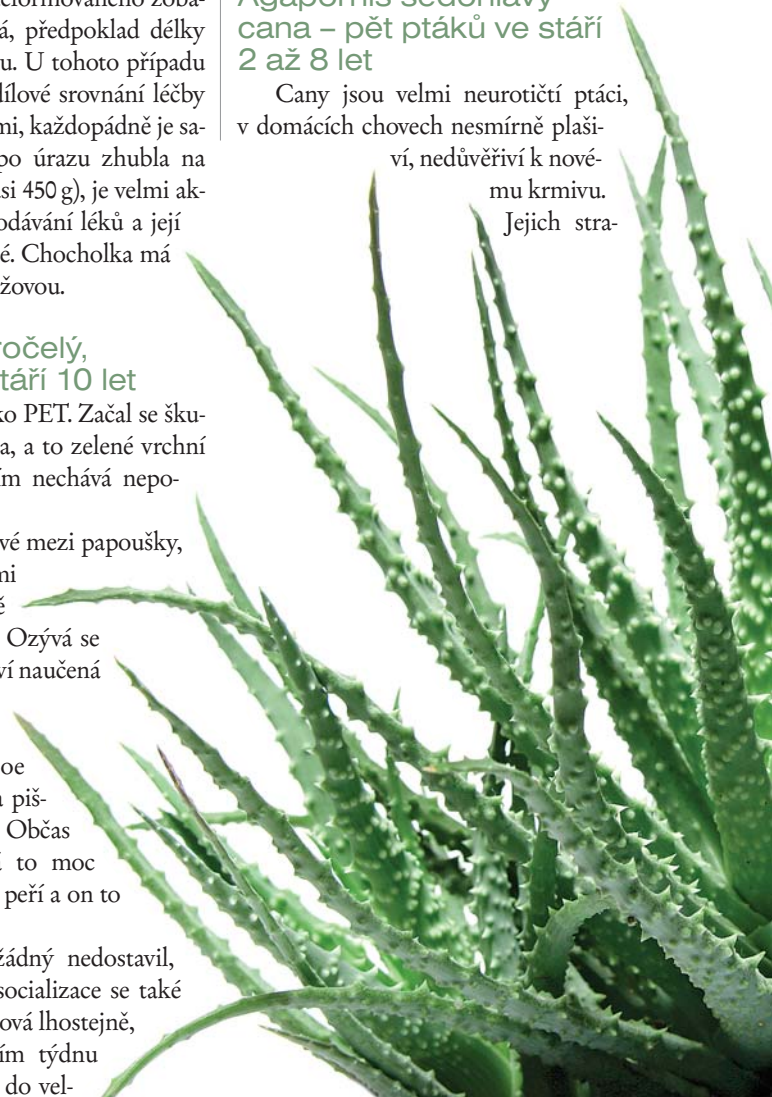 á, předpoklad délky
u. U tohoto případu
dílové srovnání léčby
mi, každopádně je sa-
po úrazu zhubla na
si 450 g), je velmi ak-
odávání léků a její
é. Chocholka má
žovou.
ročelý,
táří 10 let
ko PET. Začal se šku-
a, a to zelené vrchní
ím nechává nepo-
vé mezi papoušky,
mi
ě
Ozývá se
ví naučená
oe
a piš-
Občas
to moc
peří a on to
žádný nedostavil,
socializace se také
ová lhostejně,
ím týdnu
do vel-
Agapornis šedohlavý
cana – pět ptáků ve stáří
2 až 8 let
Cany jsou velmi neurotičtí ptáci,
v domácích chovech nesmírně plaši-
ví, nedůvěřiví k nové-
mu krmivu.
Jejich stra-